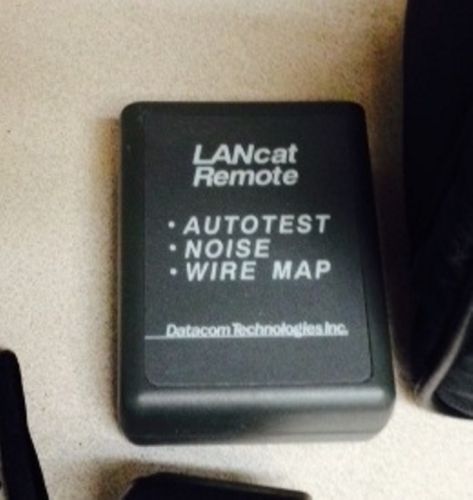 LANcat
Remote
• AUTOTEST
• NOISE
• WIRE MAP
Datacom Technologies Inc.